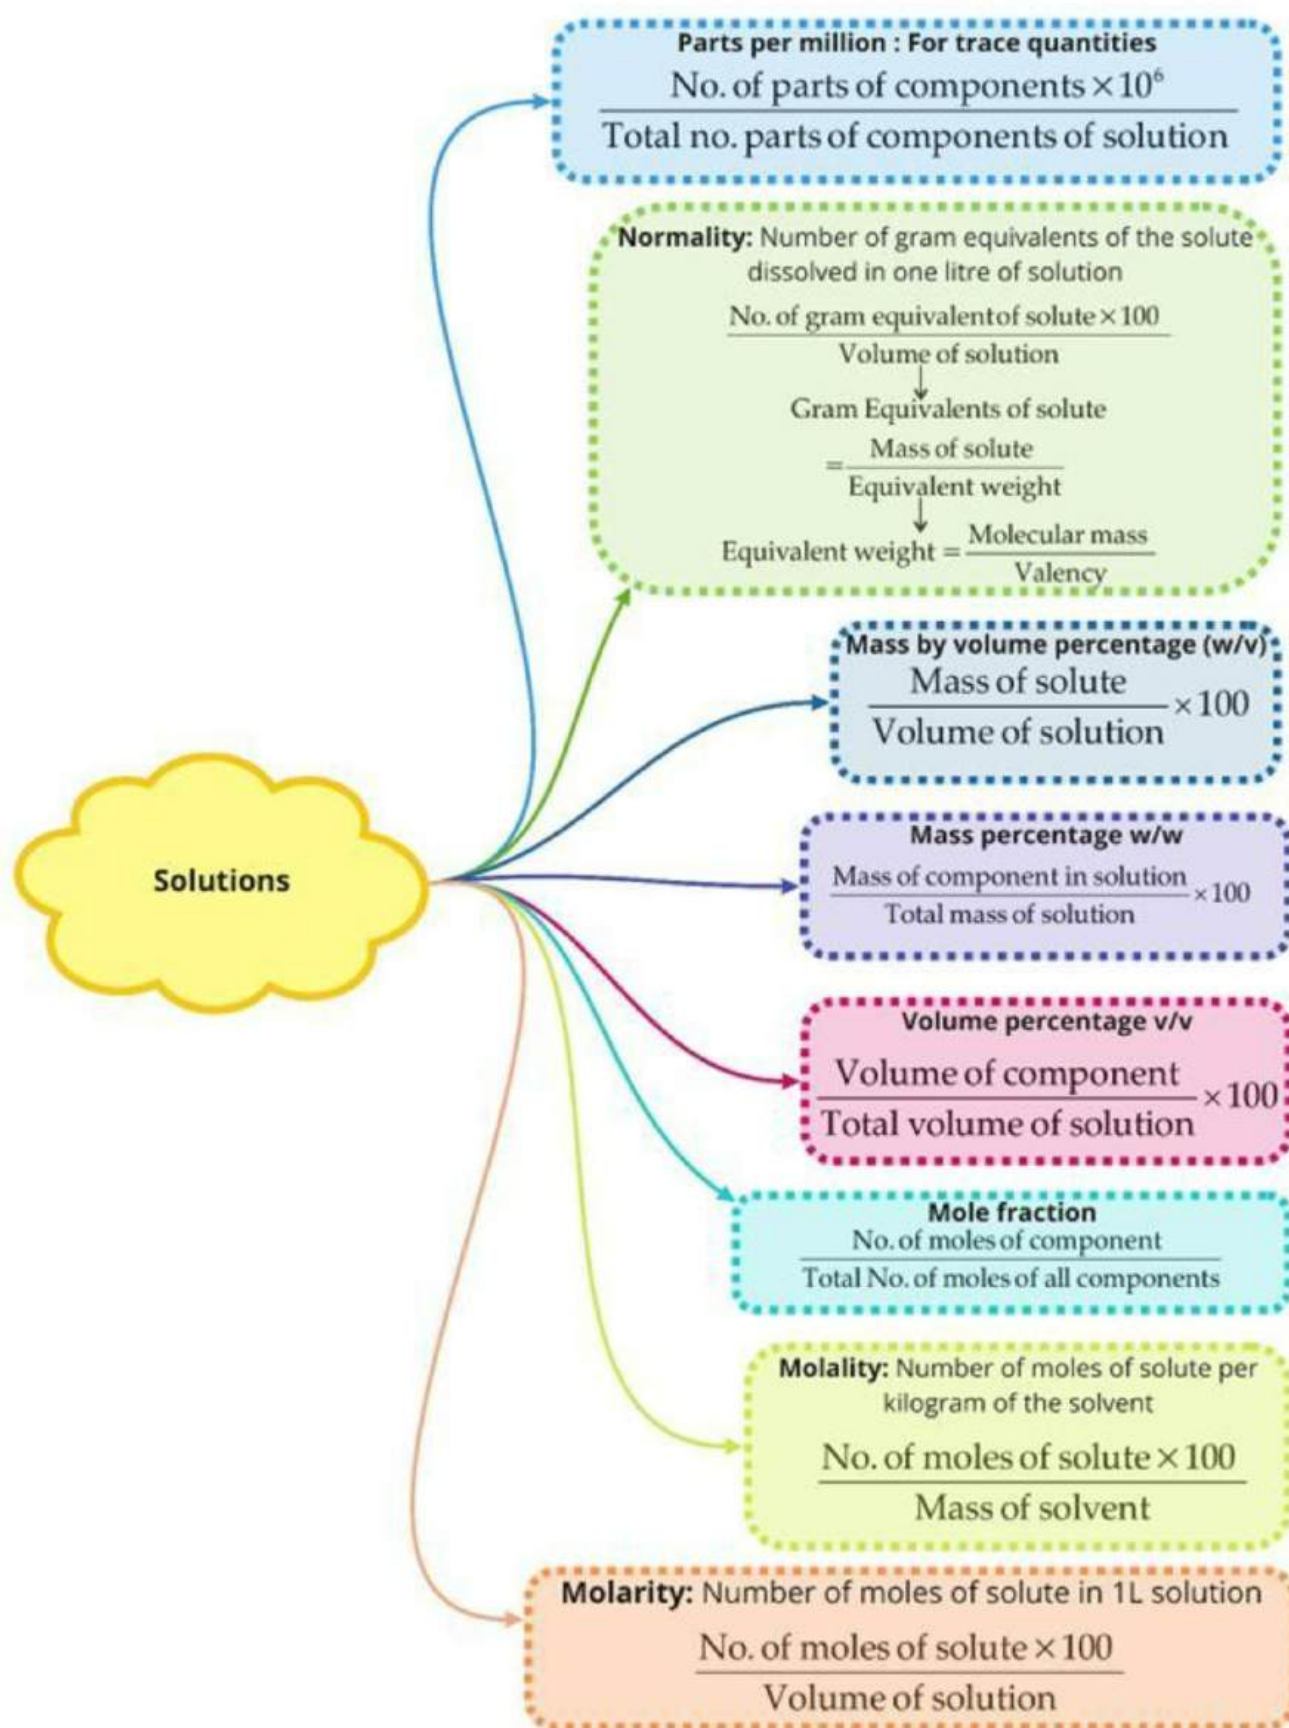 Parts per million : For trace quantities
No. of parts of components × 10⁶
Total no. parts of components of solution
Normality: Number of gram equivalents of the solute
dissolved in one litre of solution
No. of gram equivalent of solute × 100
Volume of solution
↓
Gram Equivalents of solute
= Mass of solute
Equivalent weight
↓
Equivalent weight = Molecular mass
Valency
Mass by volume percentage (w/v)
Mass of solute
Volume of solution × 100
Solutions
Mass percentage w/w
Mass of component in solution
Total mass of solution × 100
Volume percentage v/v
Volume of component
Total volume of solution × 100
Mole fraction
No. of moles of component
Total No. of moles of all components
Molality: Number of moles of solute per
kilogram of the solvent
No. of moles of solute × 100
Mass of solvent
Molarity: Number of moles of solute in 1L solution
No. of moles of solute × 100
Volume of solution